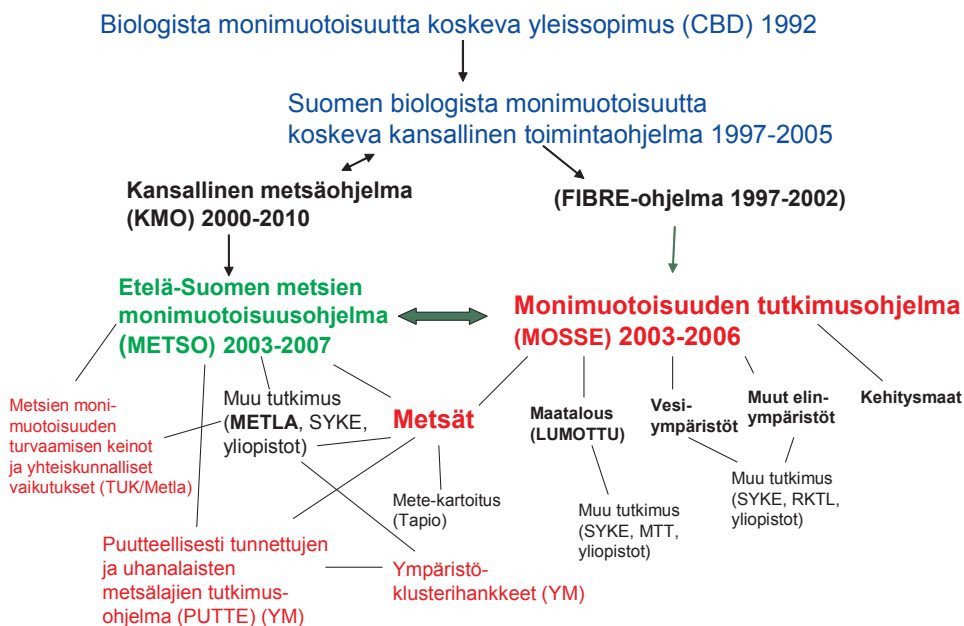 Biologista monimuotoisuutta koskeva yleissopimus (CBD) 1992
Suomen biologista monimuotoisuutta
koskeva kansallinen toimintaohjelma 1997-2005
Kansallinen metsäohjelma
(KMO) 2000-2010
(FIBRE-ohjelma 1997-2002)
Etelä-Suomen metsien
monimuotoisuusohjelma
(METSO) 2003-2007
Monimuotoisuuden tutkimusohjelma
(MOSSE) 2003-2006
Metsien moni-
muotoisuuden
turvaamisen keinot
ja yhteiskunnalliset
vaikutukset (TUK/Metla)
Muu tutkimus
(METLA, SYKE,
yliopistot)
Metsät
Maatalous
(LUMOTTU)
Vesi-
ympäristöt
Muut elin-
ympäristöt
Kehitysmaat
Mete-kartoitus
(Tapio)
Muu tutkimus
(SYKE, MTT,
yliopistot)
Muu tutkimus
(SYKE, RKTL,
yliopistot)
Puutteellisesti tunnettujen
ja uhanalaisten
metsälajien tutkimus-
ohjelma (PUTTE) (YM)
Ympäristö-
klusterihankkeet (YM)